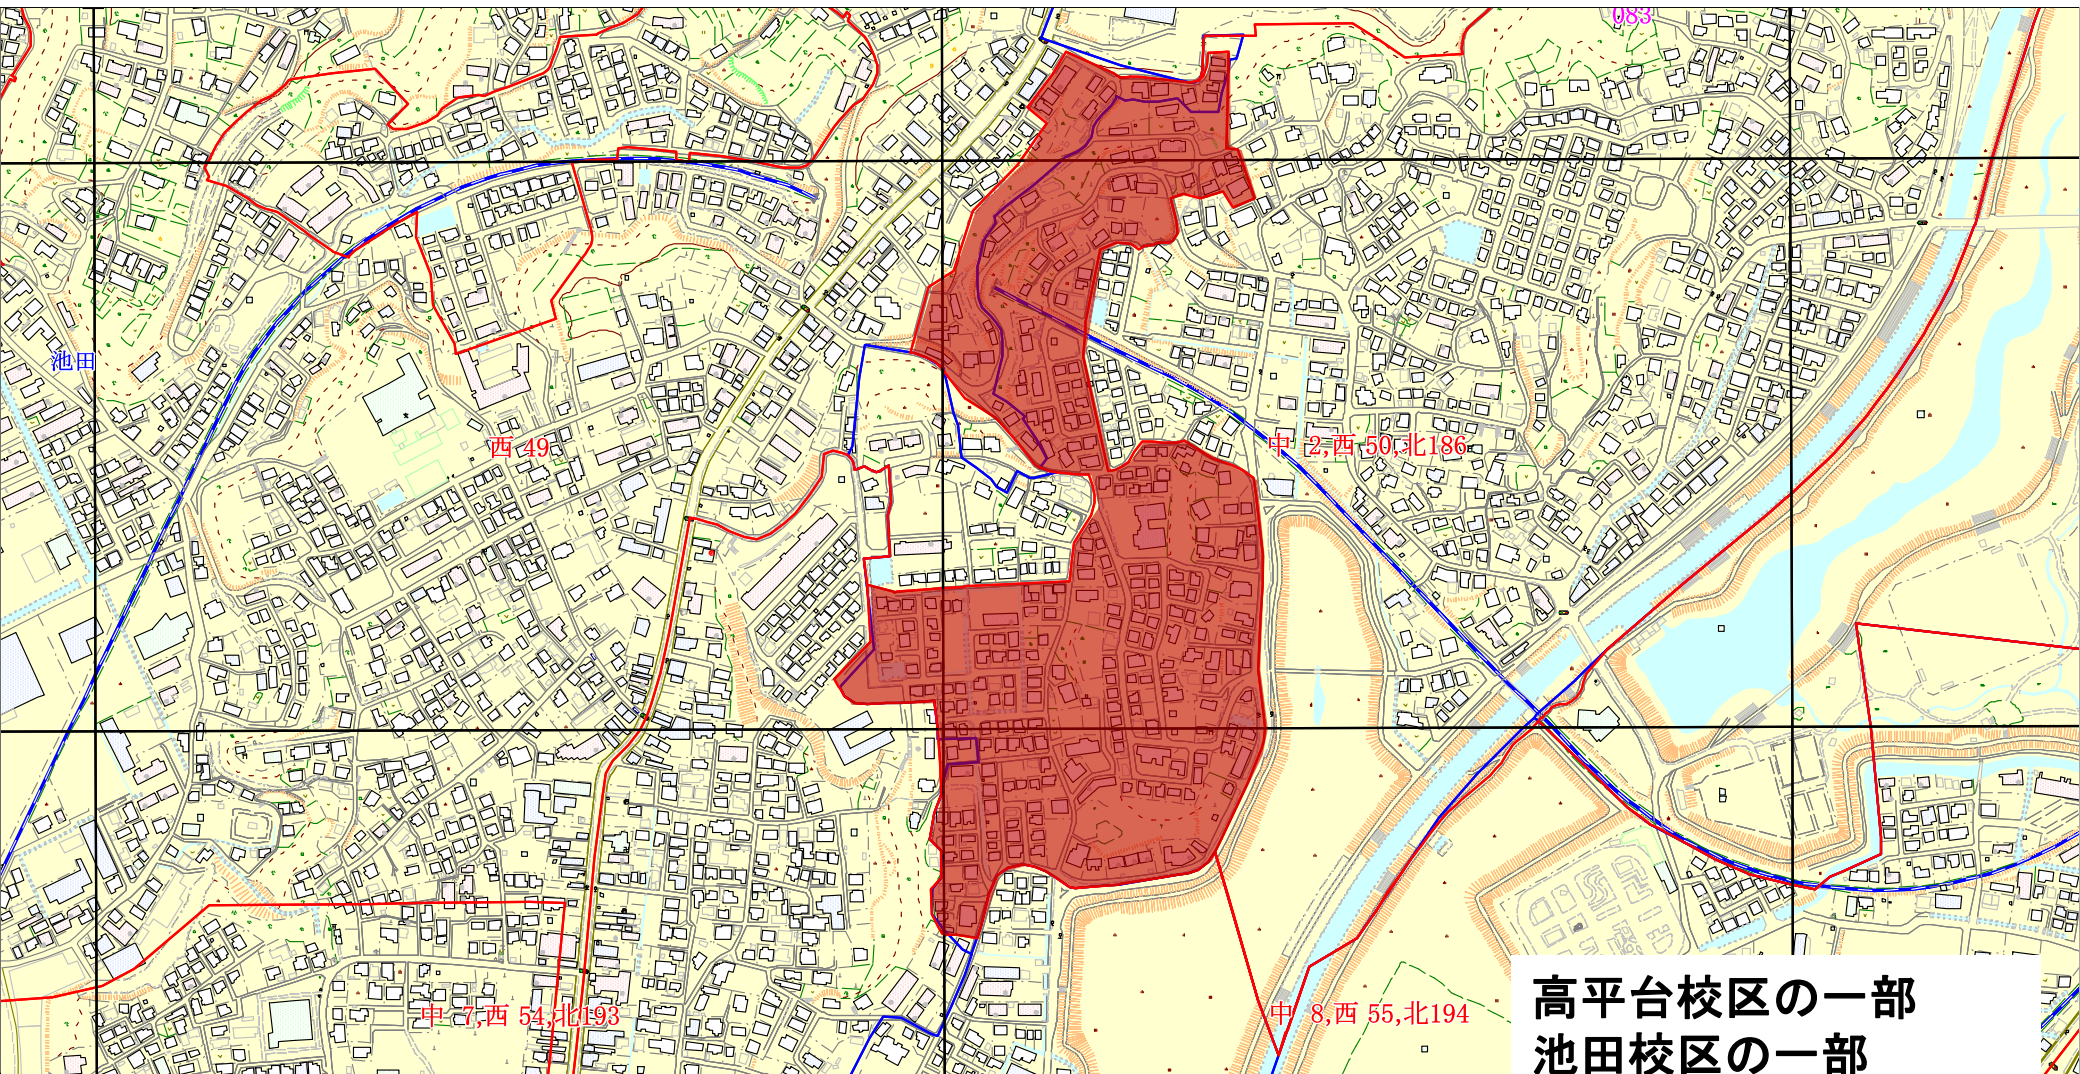 083
池田
西 49
中 2,西 50,北186
中 7,西 54,北193
中 8,西 55,北194
高平台校区の一部
池田校区の一部